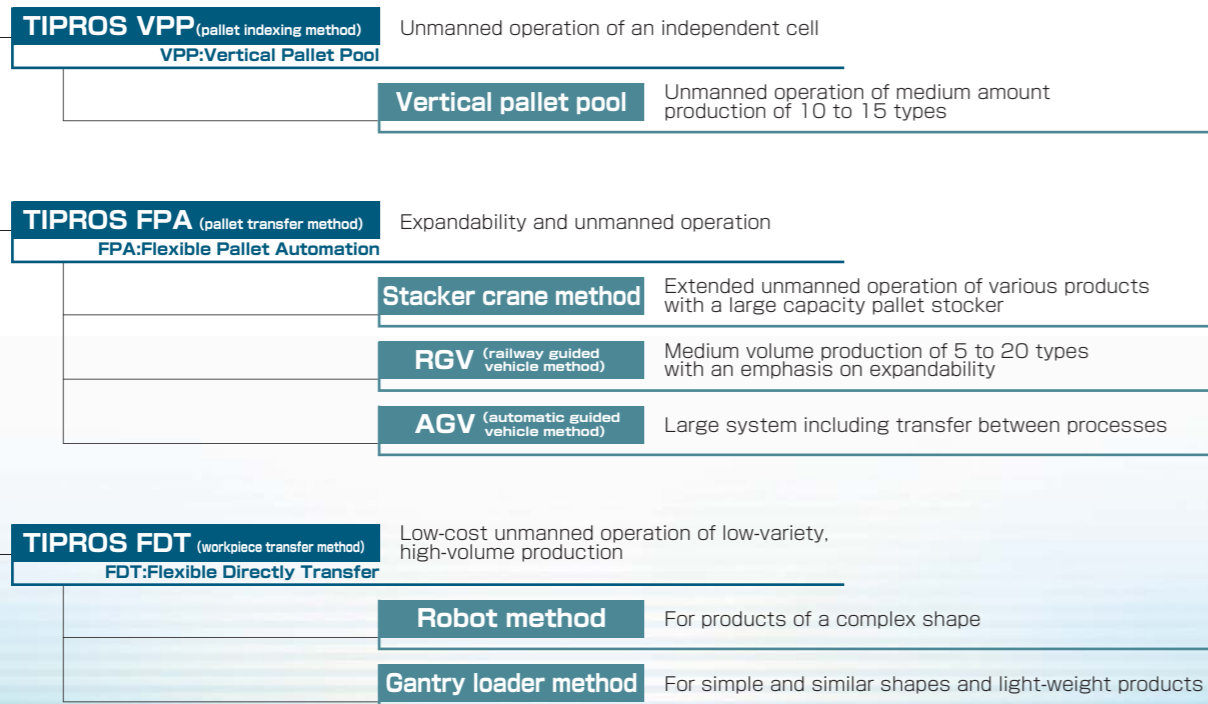 TIPROS VPP(pallet indexing method)
Unmanned operation of an independent cell
VPP:Vertical Pallet Pool
Vertical pallet pool
Unmanned operation of medium amount
production of 10 to 15 types
TIPROS FPA (pallet transfer method)
Expandability and unmanned operation
FPA:Flexible Pallet Automation
Stacker crane method
Extended unmanned operation of various products
with a large capacity pallet stocker
RGV (railway guided
vehicle method)
Medium volume production of 5 to 20 types
with an emphasis on expandability
AGV (automatic guided
vehicle method)
Large system including transfer between processes
TIPROS FDT (workpiece transfer method)
Low-cost unmanned operation of low-variety,
high-volume production
FDT:Flexible Directly Transfer
Robot method
For products of a complex shape
Gantry loader method
For simple and similar shapes and light-weight products